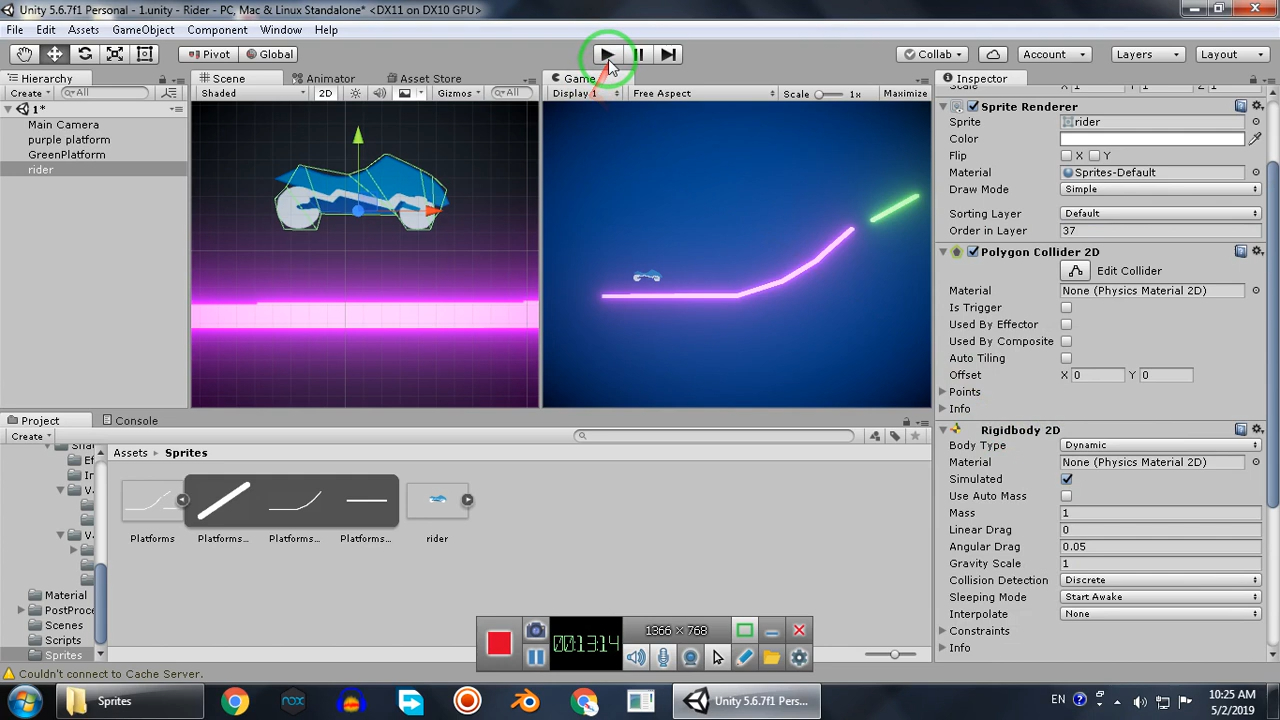 Unity 5.6.7f1 Personal - 1.unity - Rider - PC, Mac & Linux Standalone* <DX11 on DX10 GPU>
File Edit Assets GameObject Component Window Help
Pivot Global Collab Account Layers Layout
Hierarchy Scene Animator Asset Store Game Inspector
Create All Shaded 2D Gizmos All Display 1 Free Aspect Scale 1x Maximize
1*
Main Camera
purple platform
GreenPlatform
rider
Sprite Renderer
Sprite rider
Color
Flip X Y
Material Sprites-Default
Draw Mode Simple
Sorting Layer Default
Order in Layer 37
Polygon Collider 2D
Edit Collider
Material None (Physics Material 2D)
Is Trigger
Used By Effector
Used By Composite
Auto Tiling
Offset X 0 Y 0
Points
Info
Rigidbody 2D
Body Type Dynamic
Material None (Physics Material 2D)
Simulated
Use Auto Mass
Mass 1
Linear Drag 0
Angular Drag 0.05
Gravity Scale 1
Collision Detection Discrete
Sleeping Mode Start Awake
Interpolate None
Constraints
Info
Project Console
Create
Assets Sprites
Platforms Platforms... Platforms... Platforms... rider
Material
PostProce
Scenes
Scripts
Sprites
00:13:14 1366 × 768
Couldn't connect to Cache Server.
Sprites nox Unity 5.6.7f1 Pers... EN 10:25 AM
5/2/2019